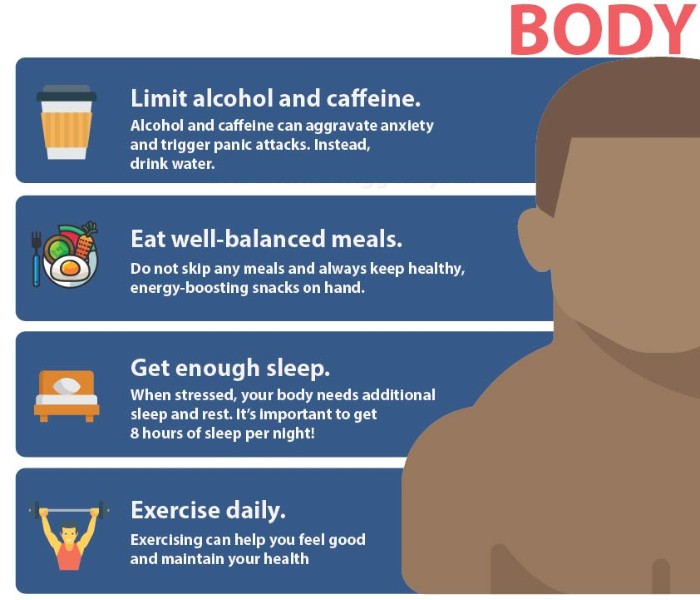 BODY
Limit alcohol and caffeine.
Alcohol and caffeine can aggravate anxiety
and trigger panic attacks. Instead,
drink water.
Eat well-balanced meals.
Do not skip any meals and always keep healthy,
energy-boosting snacks on hand.
Get enough sleep.
When stressed, your body needs additional
sleep and rest. It's important to get
8 hours of sleep per night!
Exercise daily.
Exercising can help you feel good
and maintain your health